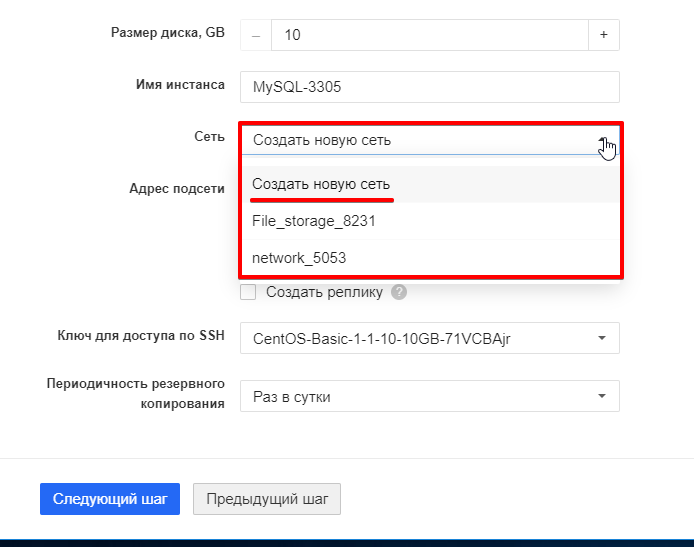 Размер диска, GB
– 10 +
Имя инстанса
MySQL-3305
Сеть
Создать новую сеть
Создать новую сеть
Адрес подсети
File_storage_8231
network_5053
Создать реплику ?
Ключ для доступа по SSH
CentOS-Basic-1-1-10-10GB-71VCBAjr
Периодичность резервного
копирования
Раз в сутки
Следующий шаг
Предыдущий шаг